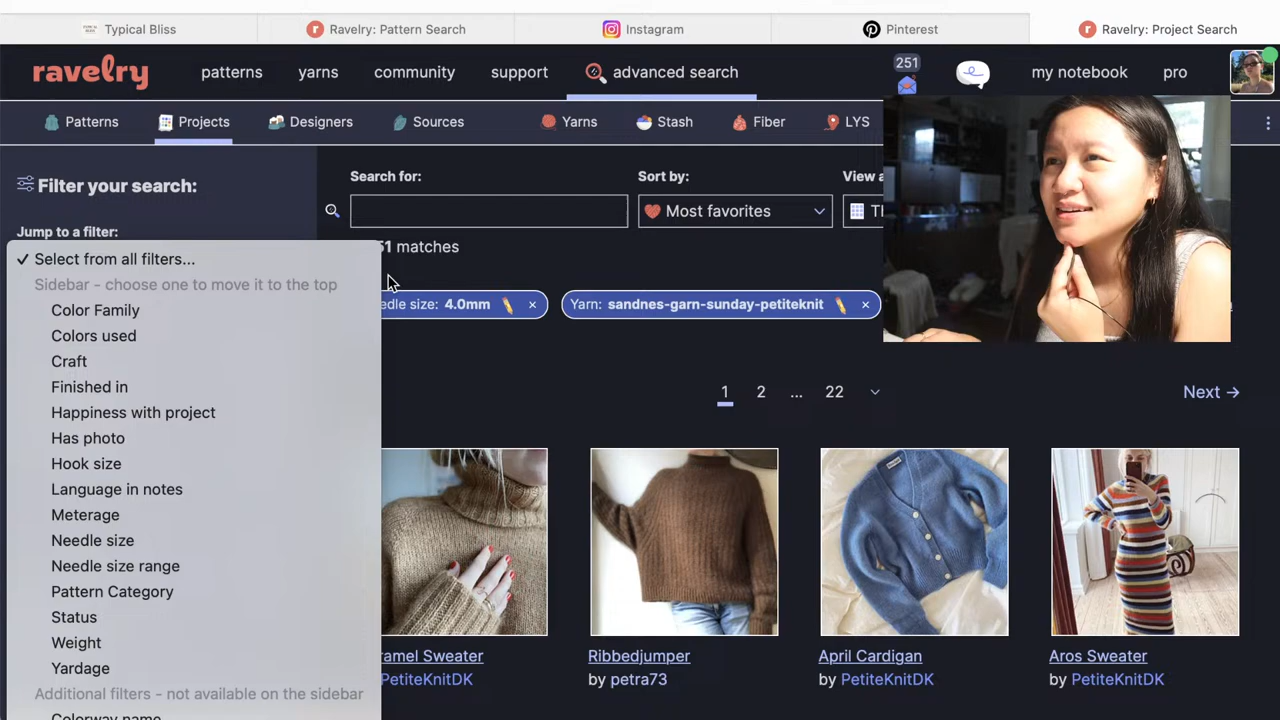 Typical Bliss
Ravelry: Pattern Search
Instagram
Pinterest
Ravelry: Project Search
ravelry
patterns
yarns
community
support
advanced search
251
my notebook
pro
Patterns
Projects
Designers
Sources
Yarns
Stash
Fiber
LYS
Filter your search:
Search for:
Sort by:
View a
Most favorites
Th
Jump to a filter:
51 matches
✓ Select from all filters...
Sidebar – choose one to move it to the top
Color Family
Colors used
Craft
Finished in
Happiness with project
Has photo
Hook size
Language in notes
Meterage
Needle size
Needle size range
Pattern Category
Status
Weight
Yardage
Additional filters – not available on the sidebar
Colorway name
edle size: 4.0mm ×
Yarn: sandnes-garn-sunday-petiteknit ×
1 2 ... 22
Next →
ramel Sweater
PetiteKnitDK
Ribbedjumper
by petra73
April Cardigan
by PetiteKnitDK
Aros Sweater
by PetiteKnitDK